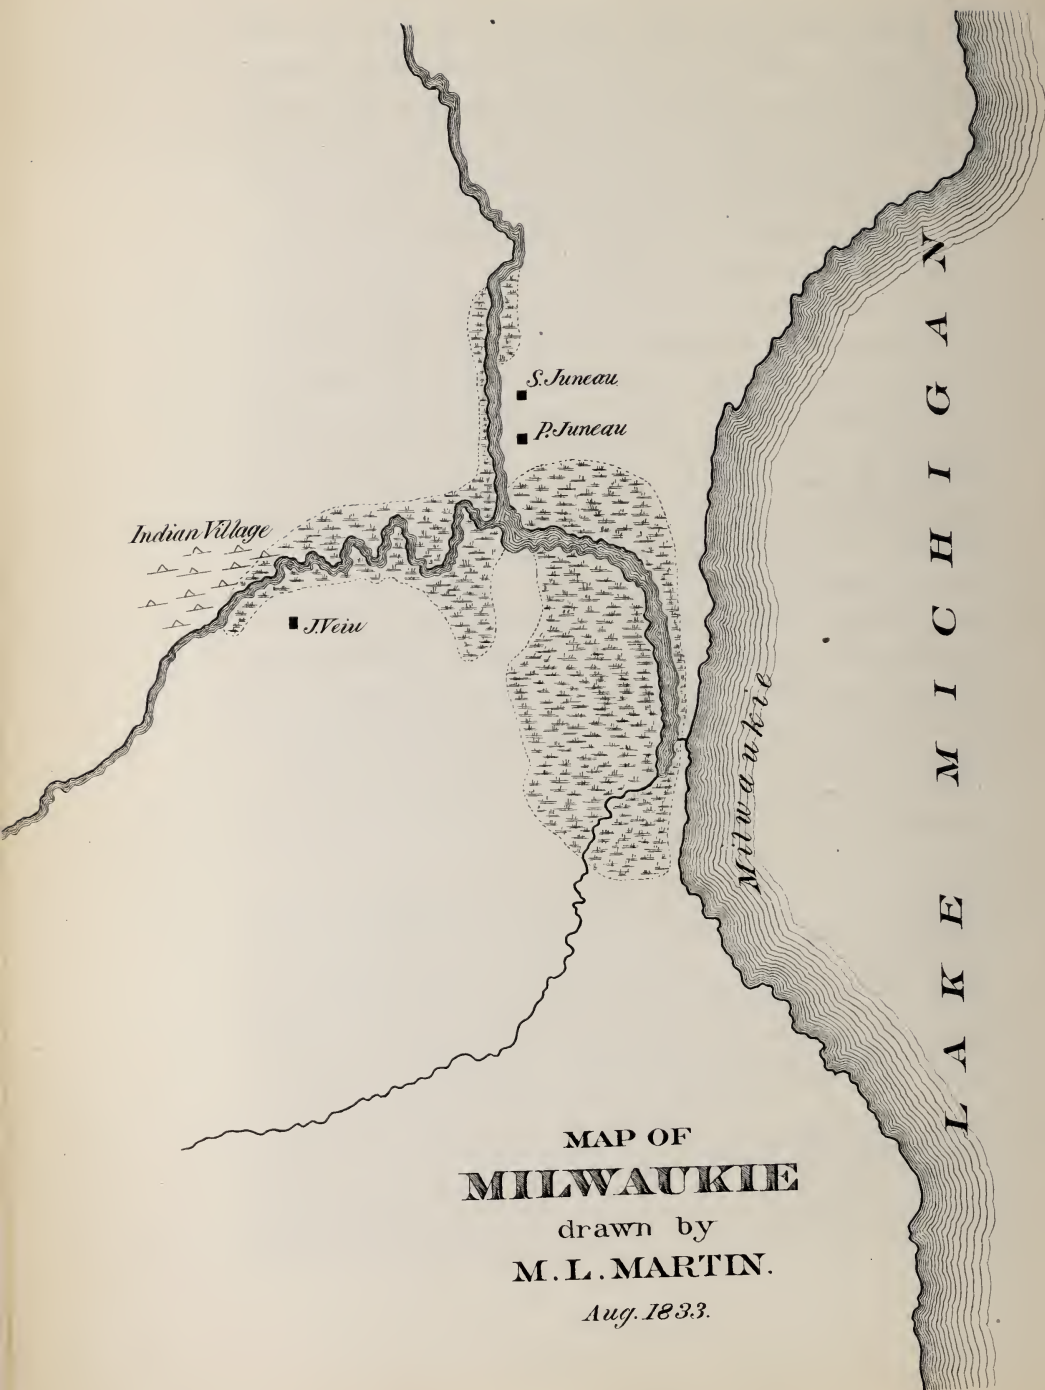 S. Juneau
P. Juneau
Indian Village
J. Veiu
Milwaukie
LAKE MICHIGAN
MAP OF
MILWAUKIE
drawn by
M. L. MARTIN.
Aug. 1833.